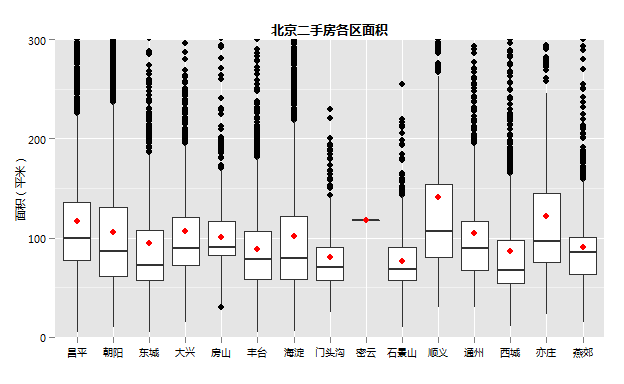 北京二手房各区面积
面积（平米）
300
200
100
0
昌平 朝阳 东城 大兴 房山 丰台 海淀 门头沟 密云 石景山 顺义 通州 西城 亦庄 燕郊